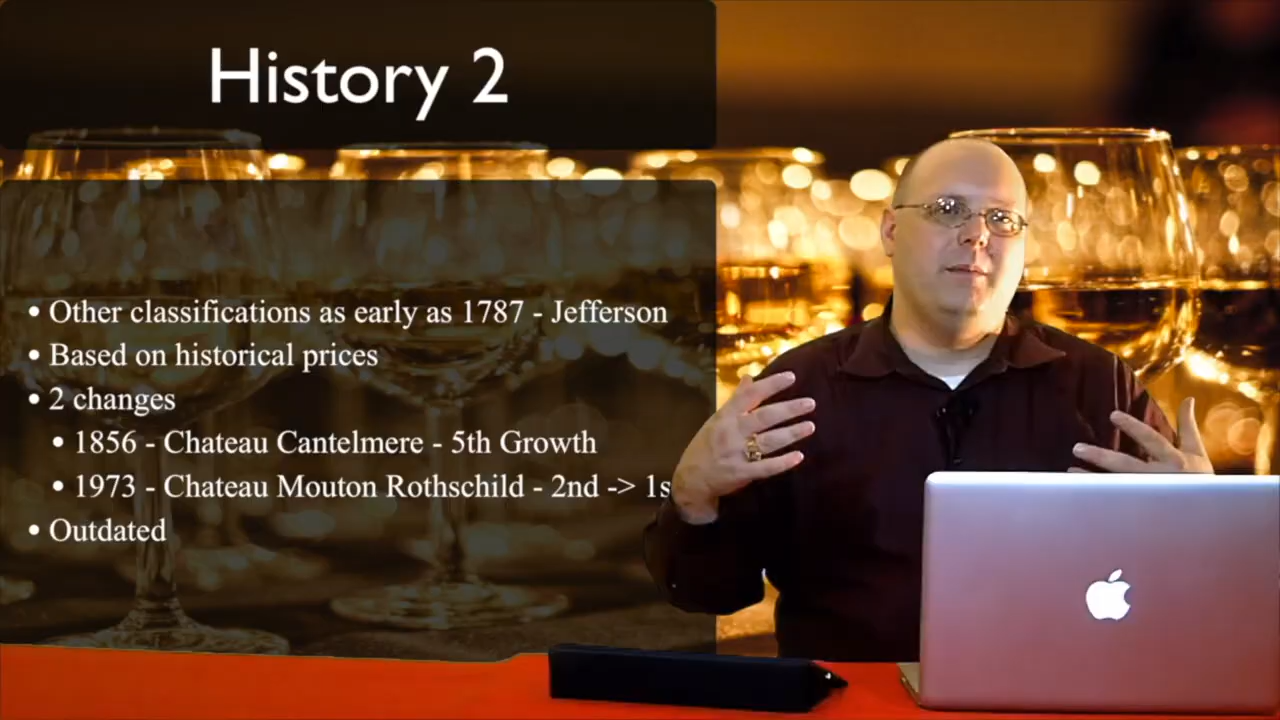 History 2
• Other classifications as early as 1787 - Jefferson
• Based on historical prices
• 2 changes
• 1856 - Chateau Cantelmere - 5th Growth
• 1973 - Chateau Mouton Rothschild - 2nd -> 1s
• Outdated